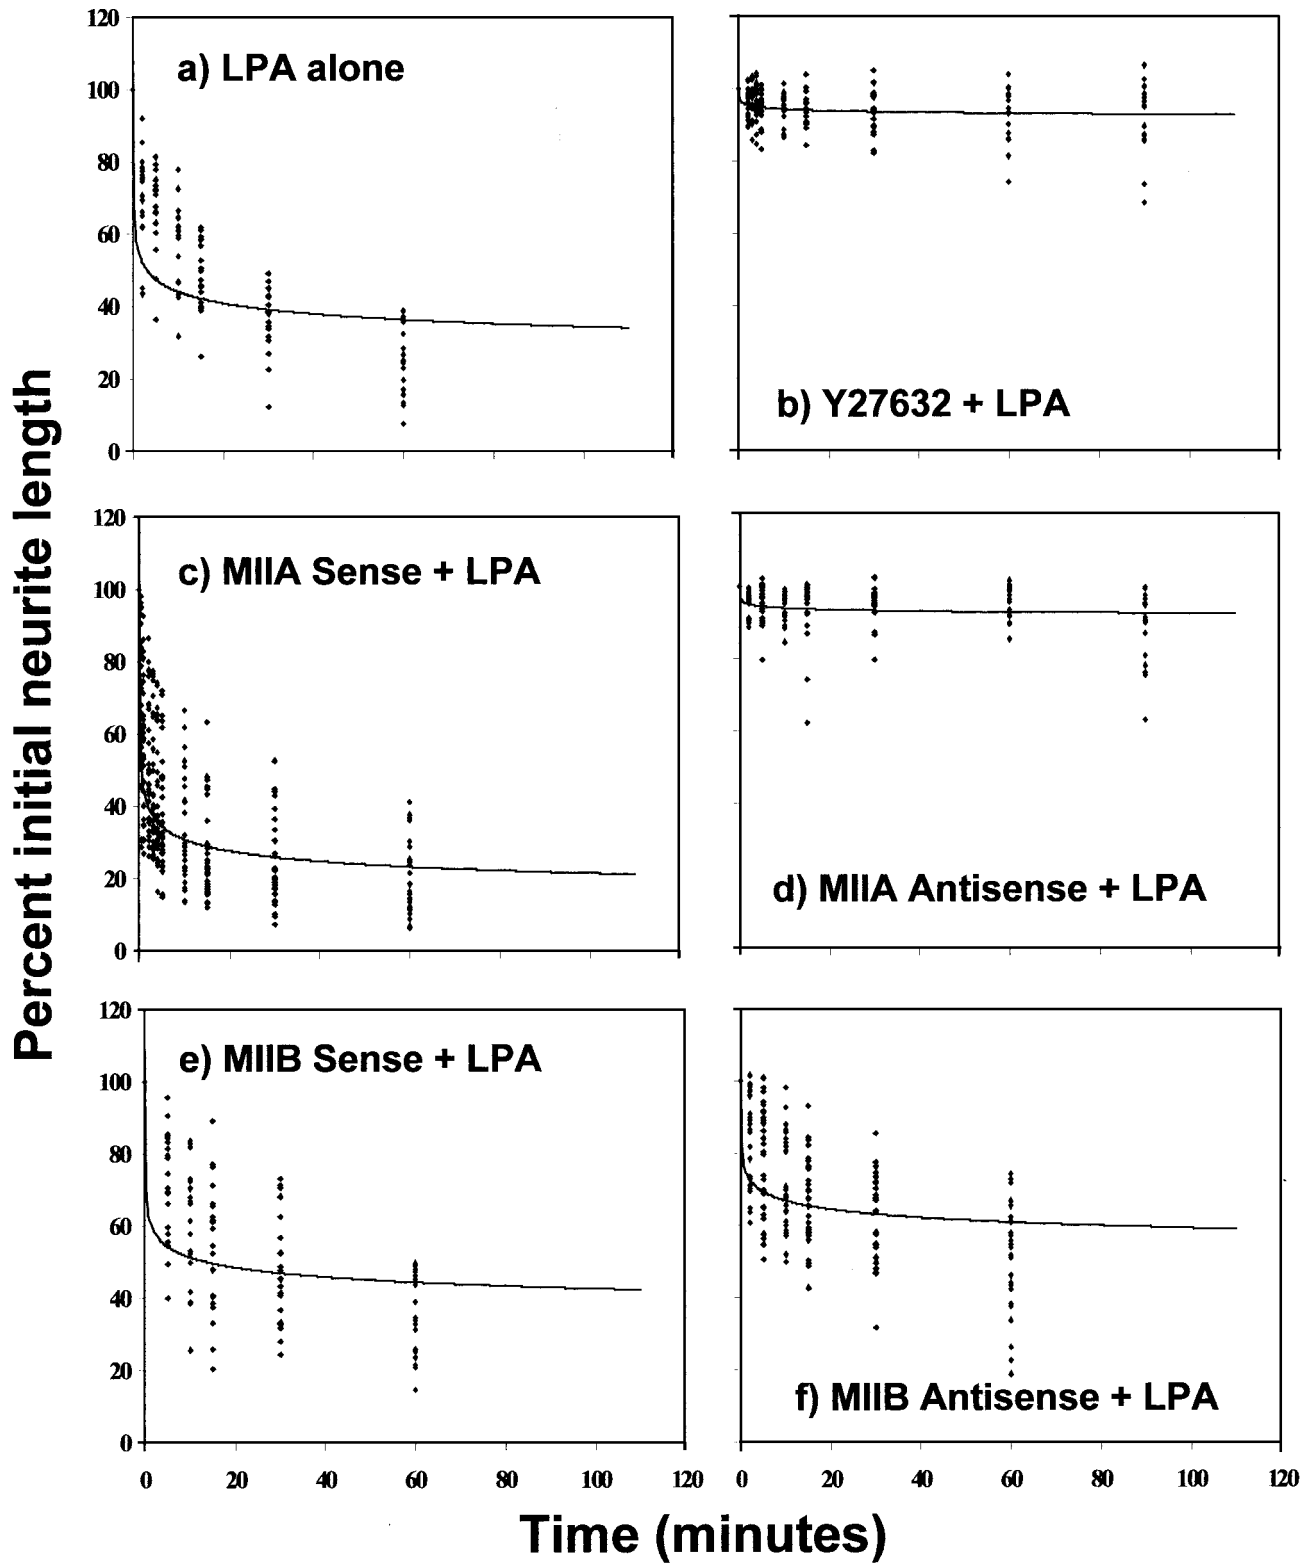 Percent initial neurite length
120
100
80
60
40
20
0
a) LPA alone
b) Y27632 + LPA
120
100
80
60
40
20
0
c) MIIA Sense + LPA
d) MIIA Antisense + LPA
120
100
80
60
40
20
0
e) MIIB Sense + LPA
f) MIIB Antisense + LPA
0 20 40 60 80 100 120
0 20 40 60 80 100 120
Time (minutes)